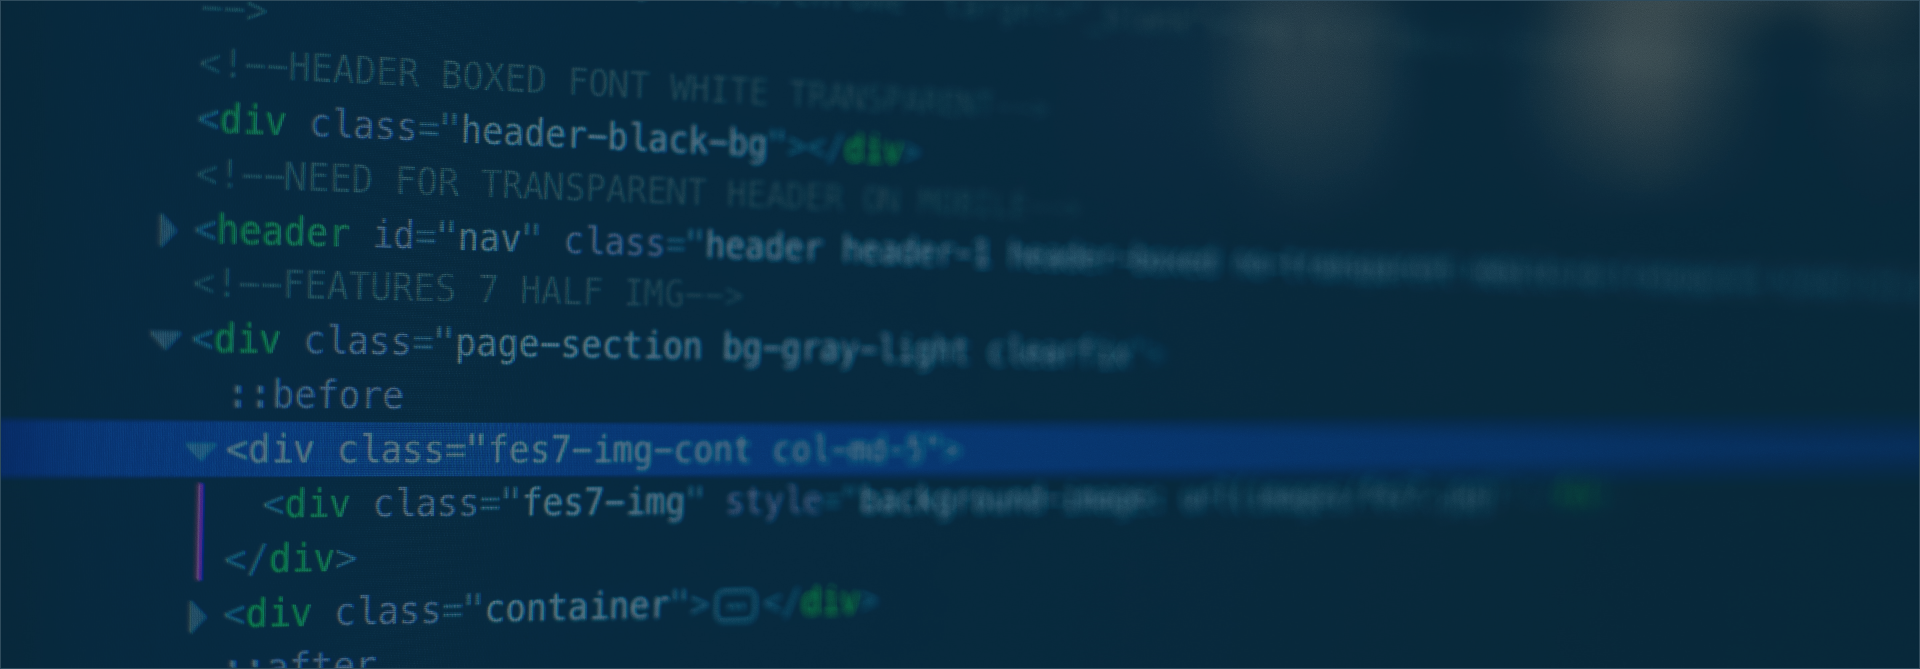 -->
<!--HEADER BOXED FONT WHITE TRANSPARENT-->
<div class="header-black-bg"></div>
<!--NEED FOR TRANSPARENT HEADER ON MOBILE-->
<header id="nav" class="header header-1 header-boxed
<!--FEATURES 7 HALF IMG-->
<div class="page-section bg-gray-light clearfix">
::before
<div class="fes7-img-cont col-md-5">
<div class="fes7-img" style="background-image:
</div>
<div class="container">…</div>
::after